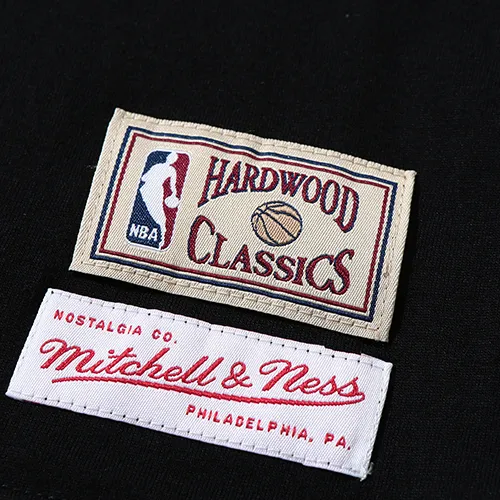 HARDWOOD
CLASSICS
NBA
NOSTALGIA CO.
Mitchell & Ness
PHILADELPHIA, PA.